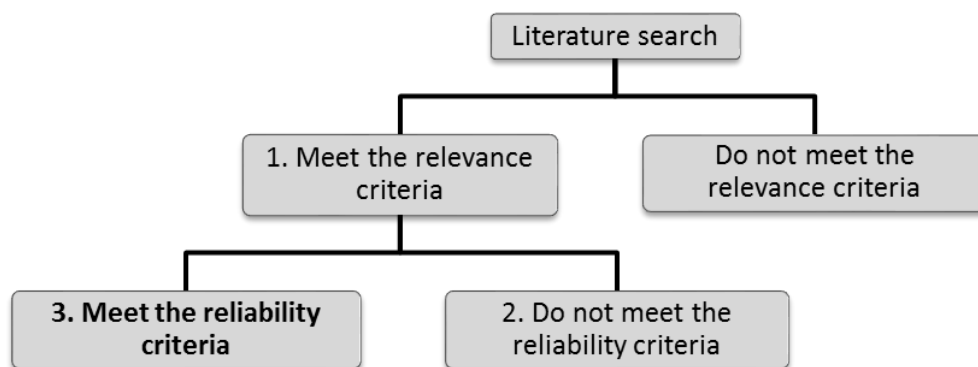 Literature search
1. Meet the relevance
criteria
Do not meet the
relevance criteria
3. Meet the reliability
criteria
2. Do not meet the
reliability criteria